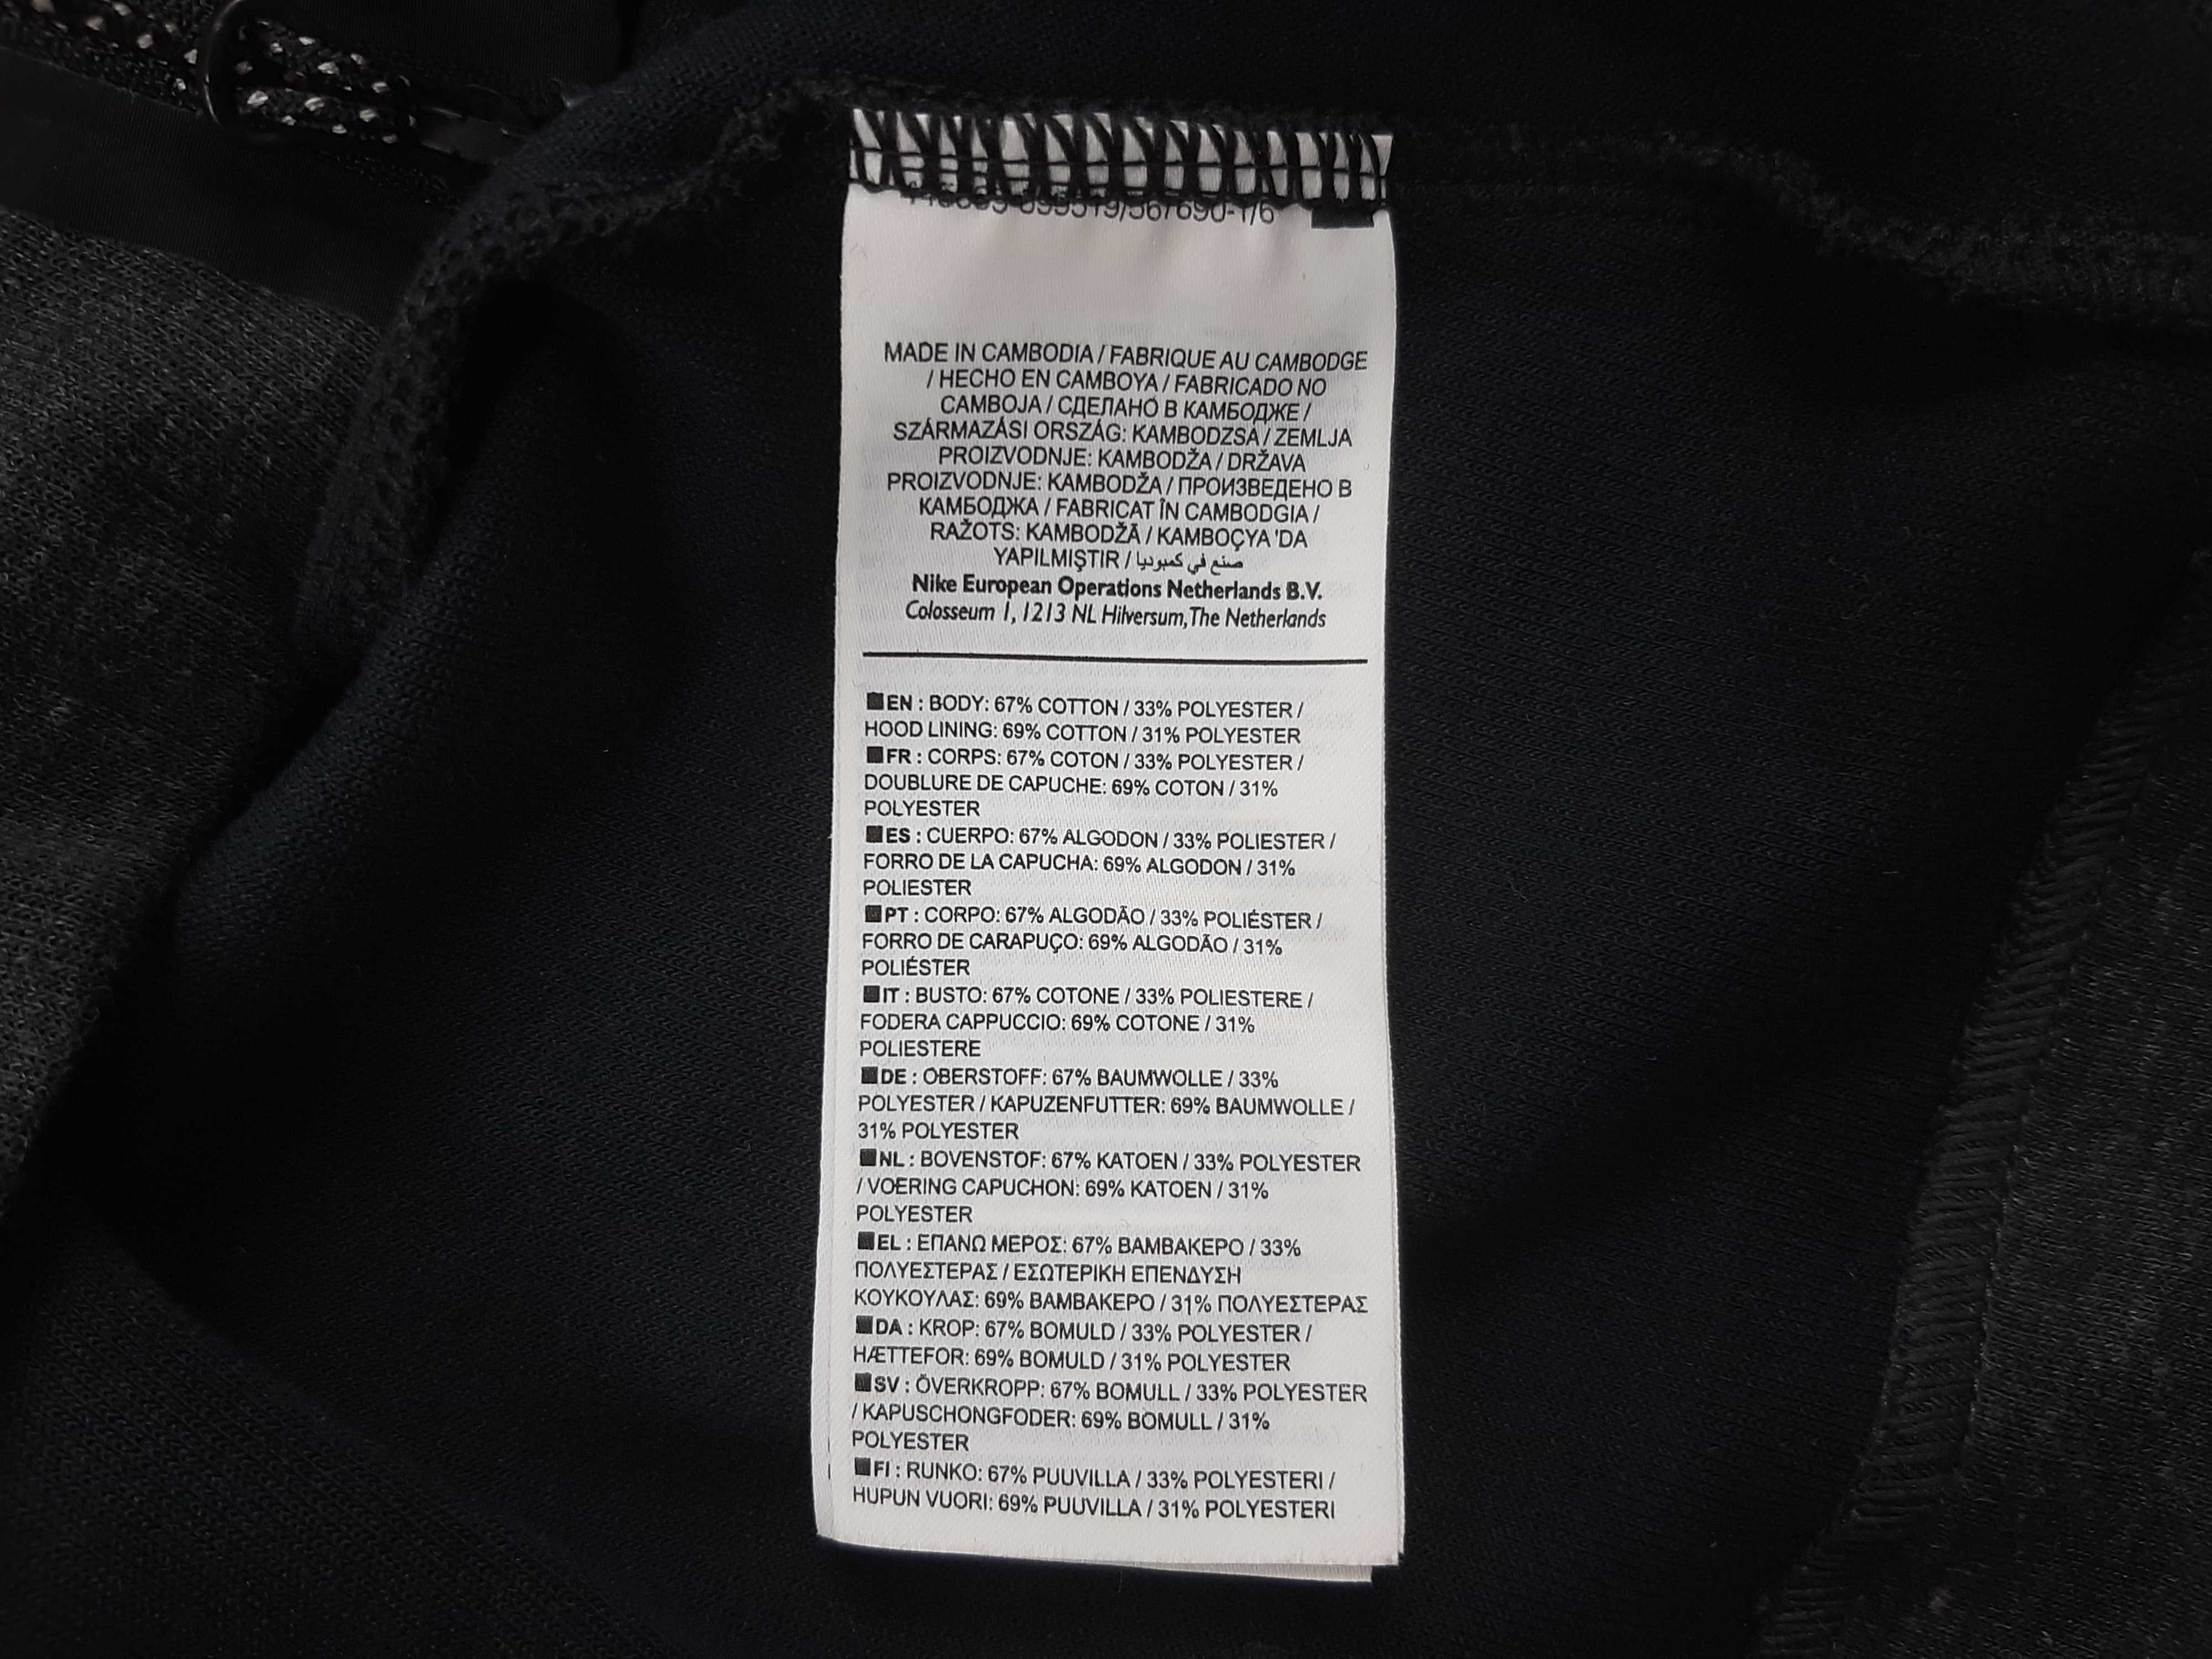 MADE IN CAMBODIA / FABRIQUE AU CAMBODGE
/ HECHO EN CAMBOYA / FABRICADO NO
CAMBOJA / СДЕЛАНО В КАМБОДЖЕ /
SZÁRMAZÁSI ORSZÁG: KAMBODZSA / ZEMLJA
PROIZVODNJE: KAMBODŽA / DRŽAVA
PROIZVODNJE: KAMBODŽA / ПРОИЗВЕДЕНО В
КАМБОДЖА / FABRICAT ÎN CAMBODGIA /
RAŽOTS: KAMBODŽĀ / KAMBOÇYA 'DA
YAPILMIŞTIR / صنع في كمبوديا
Nike European Operations Netherlands B.V.
Colosseum 1, 1213 NL Hilversum, The Netherlands
EN : BODY: 67% COTTON / 33% POLYESTER /
HOOD LINING: 69% COTTON / 31% POLYESTER
FR : CORPS: 67% COTON / 33% POLYESTER /
DOUBLURE DE CAPUCHE: 69% COTON / 31%
POLYESTER
ES : CUERPO: 67% ALGODON / 33% POLIESTER /
FORRO DE LA CAPUCHA: 69% ALGODON / 31%
POLIESTER
PT : CORPO: 67% ALGODÃO / 33% POLIÉSTER /
FORRO DE CARAPUÇO: 69% ALGODÃO / 31%
POLIÉSTER
IT : BUSTO: 67% COTONE / 33% POLIESTERE /
FODERA CAPPUCCIO: 69% COTONE / 31%
POLIESTERE
DE : OBERSTOFF: 67% BAUMWOLLE / 33%
POLYESTER / KAPUZENFUTTER: 69% BAUMWOLLE /
31% POLYESTER
NL : BOVENSTOF: 67% KATOEN / 33% POLYESTER
/ VOERING CAPUCHON: 69% KATOEN / 31%
POLYESTER
EL : ΕΠΑΝΩ ΜΕΡΟΣ: 67% ΒΑΜΒΑΚΕΡΟ / 33%
ΠΟΛΥΕΣΤΕΡΑΣ / ΕΣΩΤΕΡΙΚΗ ΕΠΕΝΔΥΣΗ
ΚΟΥΚΟΥΛΑΣ: 69% ΒΑΜΒΑΚΕΡΟ / 31% ΠΟΛΥΕΣΤΕΡΑΣ
DA : KROP: 67% BOMULD / 33% POLYESTER /
HÆTTEFOR: 69% BOMULD / 31% POLYESTER
SV : ÖVERKROPP: 67% BOMULL / 33% POLYESTER
/ KAPUSCHONGFODER: 69% BOMULL / 31%
POLYESTER
FI : RUNKO: 67% PUUVILLA / 33% POLYESTERI /
HUPUN VUORI: 69% PUUVILLA / 31% POLYESTERI